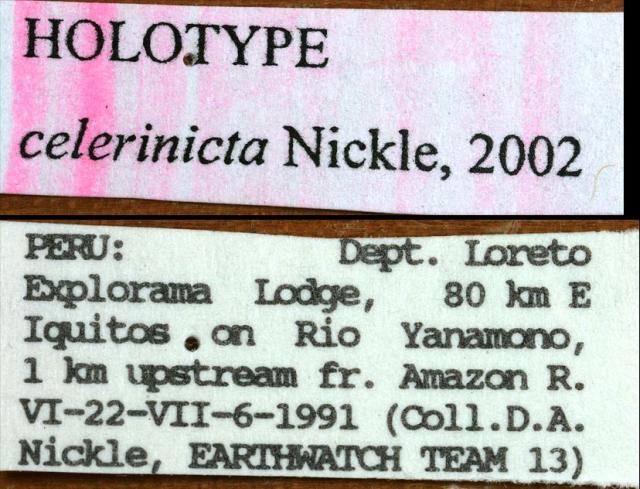 HOLOTYPE
celerinicta Nickle, 2002
PERU: Dept. Loreto
Explorama Lodge, 80 km E
Iquitos on Rio Yanamono,
1 km upstream fr. Amazon R.
VI-22-VII-6-1991 (Coll.D.A.
Nickle, EARTHWATCH TEAM 13)